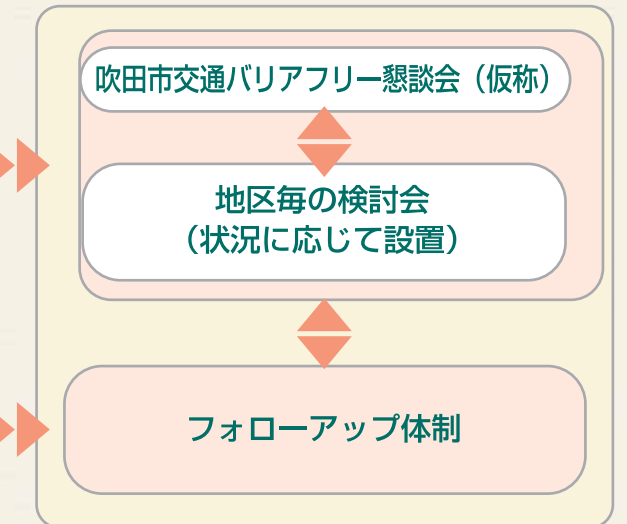 吹田市交通バリアフリー懇談会（仮称）
地区毎の検討会
（状況に応じて設置）
フォローアップ体制